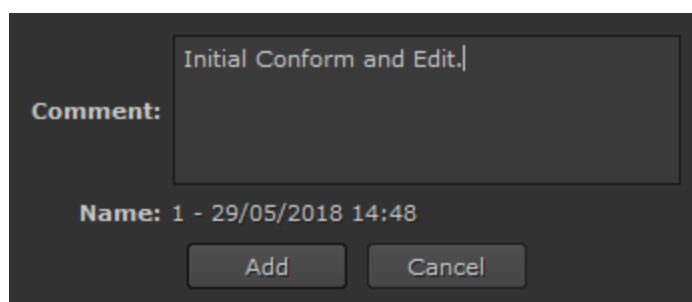 Comment: Initial Conform and Edit.
Name: 1 - 29/05/2018 14:48
Add Cancel